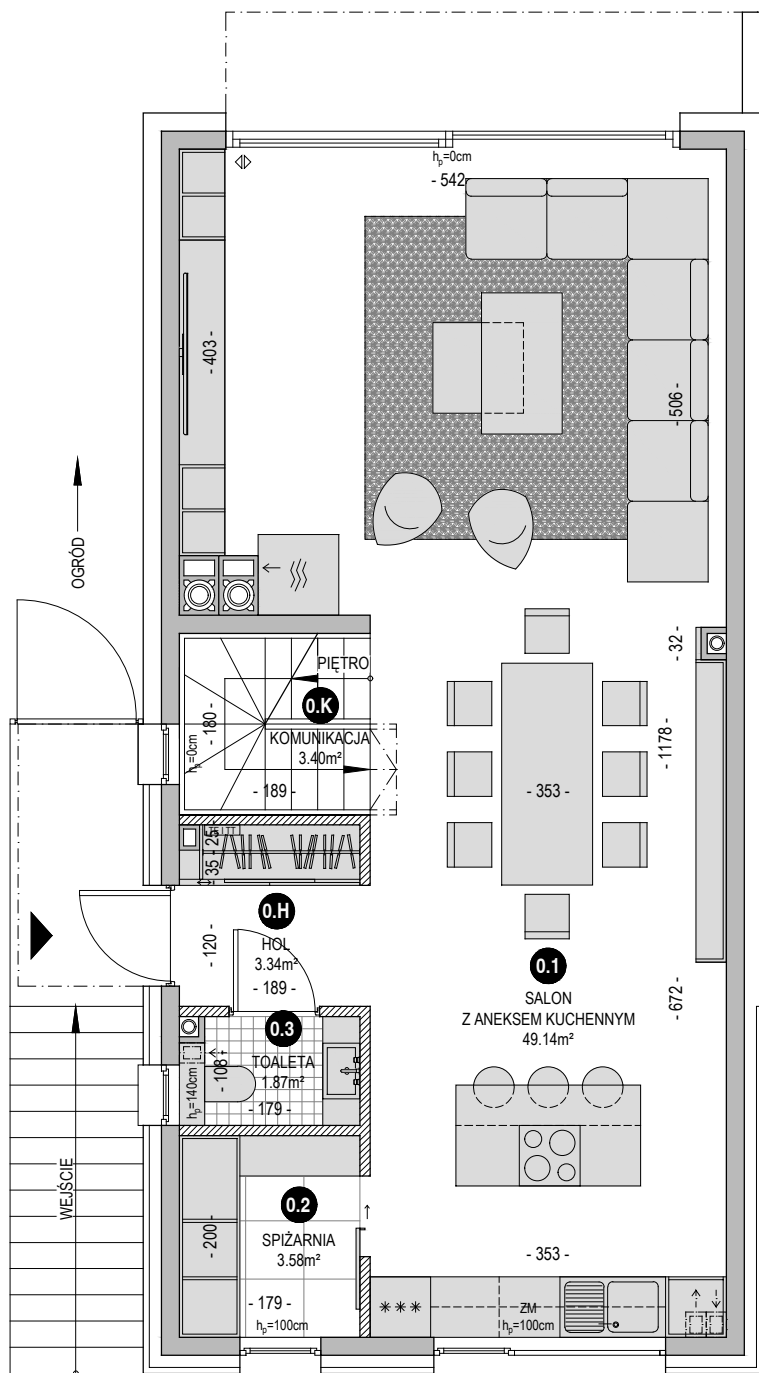 hp=0cm
- 542 -
- 403 -
- 506 -
OGRÓD
PIĘTRO
0.K
KOMUNIKACJA
3.40m²
- 180 -
hp=0cm
- 189 -
- 32 -
- 1178 -
- 353 -
- 35 - 25 -
0.H
HOL
3.34m²
- 120 -
- 189 -
0.1
SALON
Z ANEKSEM KUCHENNYM
49.14m²
- 672 -
0.3
TOALETA
1.87m²
- 108 -
hp=140cm
- 179 -
WEJŚCIE
0.2
SPIŻARNIA
3.58m²
- 200 -
- 179 -
hp=100cm
- 353 -
ZM
hp=100cm